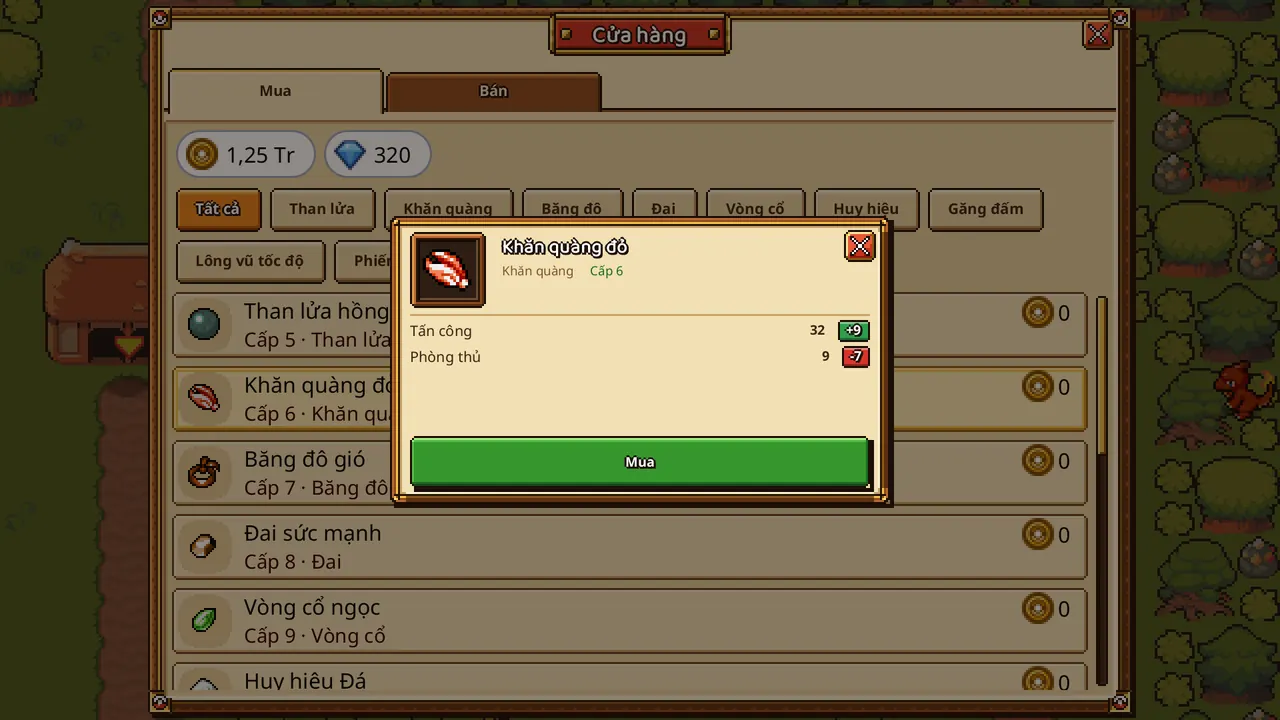 Cửa hàng
Mua
Bán
1,25 Tr
320
Tất cả
Than lửa
Khăn quàng
Băng đô
Đai
Vòng cổ
Huy hiệu
Găng đấm
Lông vũ tốc độ
Khăn quàng đỏ
Khăn quàng Cấp 6
Tấn công 32 +9
Phòng thủ 9 -7
Mua
Than lửa hồng
Cấp 5 · Than lửa
0
Khăn quàng
Cấp 6 · Khăn
0
Băng đô gió
Cấp 7 · Băng đô
0
Đai sức mạnh
Cấp 8 · Đai
0
Vòng cổ ngọc
Cấp 9 · Vòng cổ
0
Huy hiệu Đá
0